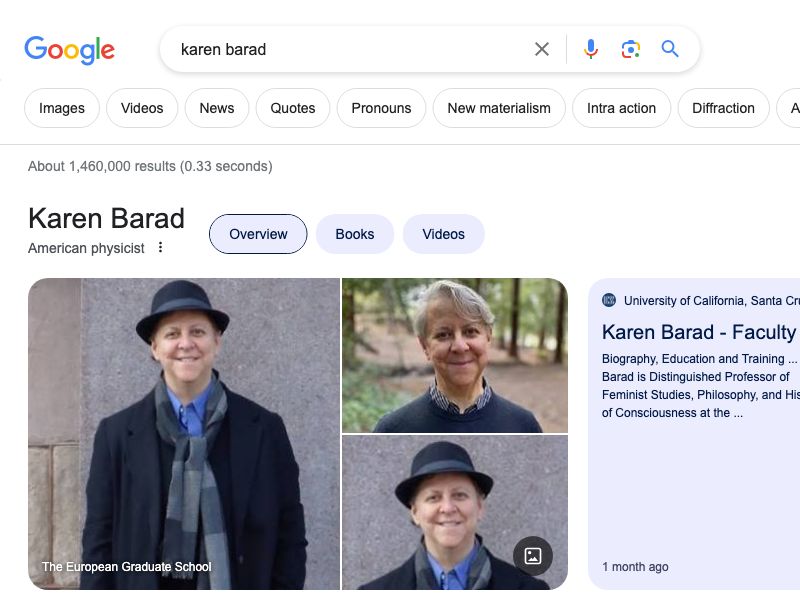 Google
karen barad
Images
Videos
News
Quotes
Pronouns
New materialism
Intra action
Diffraction
A
About 1,460,000 results (0.33 seconds)
Karen Barad
American physicist
Overview
Books
Videos
The European Graduate School
University of California, Santa Cru
Karen Barad - Faculty
Biography, Education and Training ...
Barad is Distinguished Professor of
Feminist Studies, Philosophy, and His
of Consciousness at the ...
1 month ago